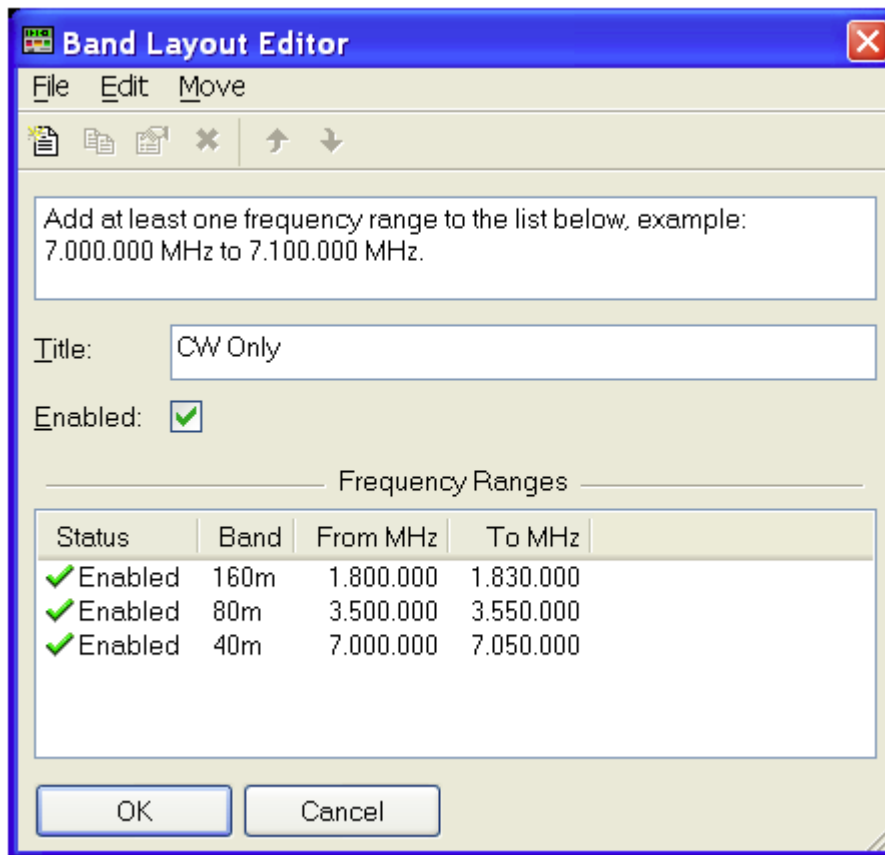 Band Layout Editor
File Edit Move
Add at least one frequency range to the list below, example:
7.000.000 MHz to 7.100.000 MHz.
Title: CW Only
Enabled:
Frequency Ranges
Status Band From MHz To MHz
Enabled 160m 1.800.000 1.830.000
Enabled 80m 3.500.000 3.550.000
Enabled 40m 7.000.000 7.050.000
OK Cancel